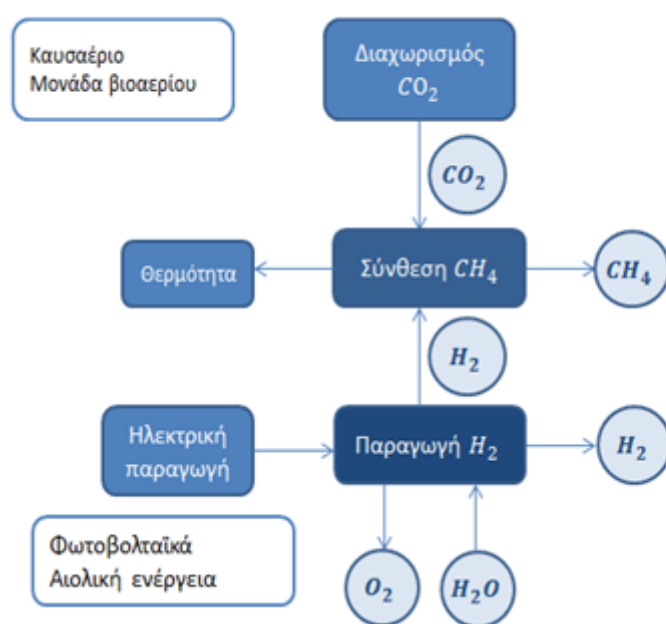 Καυσαέριο
Μονάδα βιοαερίου
Διαχωρισμός
CO₂
CO₂
Θερμότητα
Σύνθεση CH₄
CH₄
H₂
Ηλεκτρική
παραγωγή
Παραγωγή H₂
H₂
Φωτοβολταϊκά
Αιολική ενέργεια
O₂
H₂O